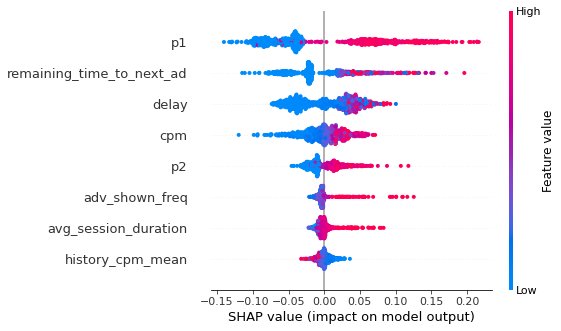 High
p1
remaining_time_to_next_ad
delay
cpm
p2
adv_shown_freq
avg_session_duration
history_cpm_mean
Feature value
Low
−0.15 −0.10 −0.05 0.00 0.05 0.10 0.15 0.20
SHAP value (impact on model output)